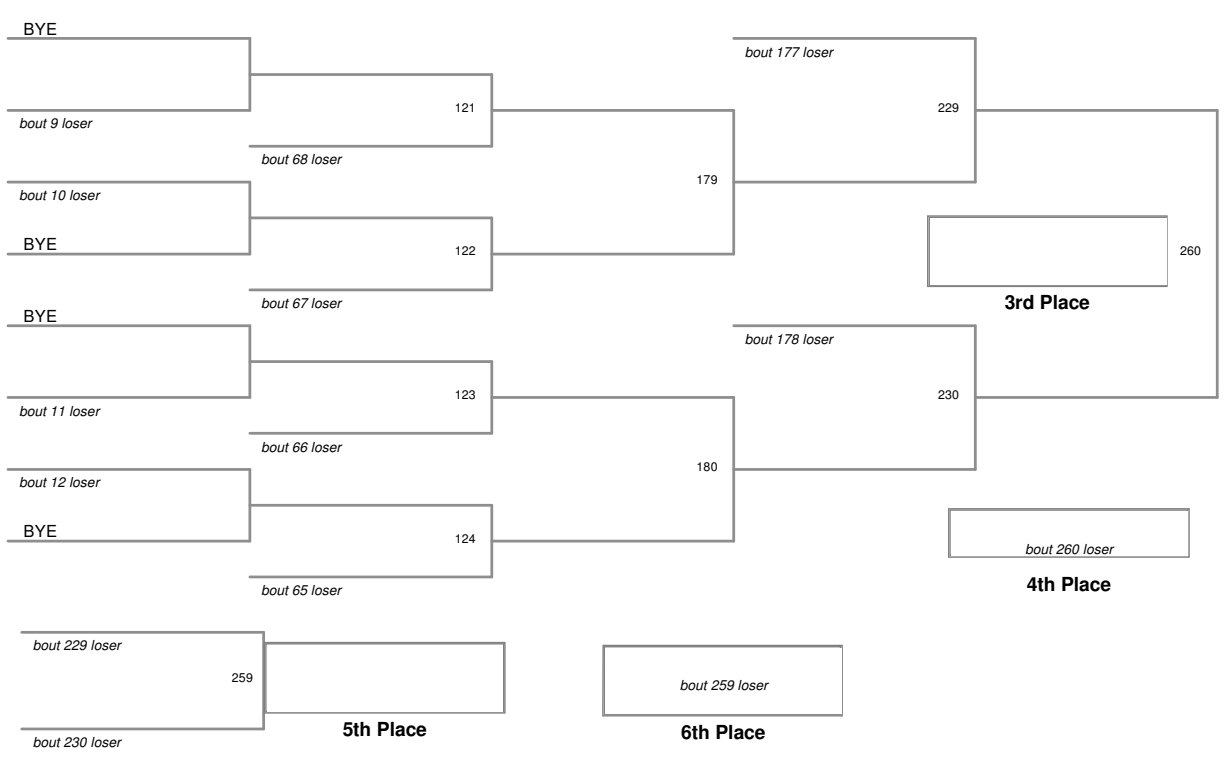 BYE
bout 177 loser
121
229
bout 9 loser
bout 68 loser
179
bout 10 loser
BYE
122
260
bout 67 loser
3rd Place
BYE
bout 178 loser
123
230
bout 11 loser
bout 66 loser
180
bout 12 loser
BYE
124
bout 260 loser
4th Place
bout 65 loser
bout 229 loser
259
bout 259 loser
5th Place
6th Place
bout 230 loser